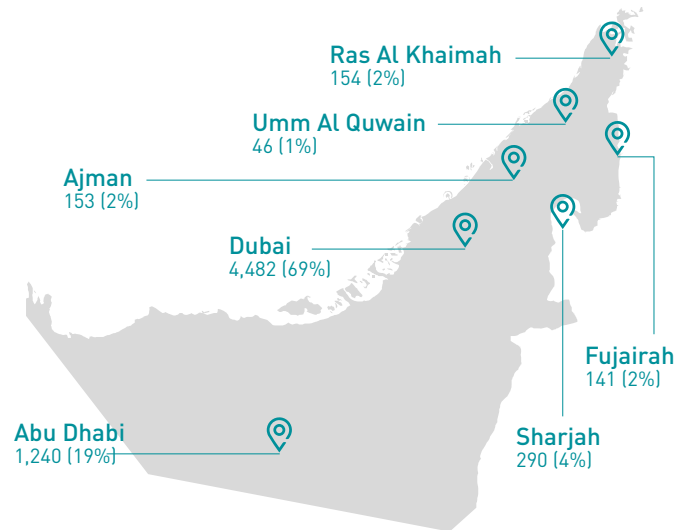 Ras Al Khaimah
154 (2%)
Umm Al Quwain
46 (1%)
Ajman
153 (2%)
Dubai
4,482 (69%)
Fujairah
141 (2%)
Abu Dhabi
1,240 (19%)
Sharjah
290 (4%)